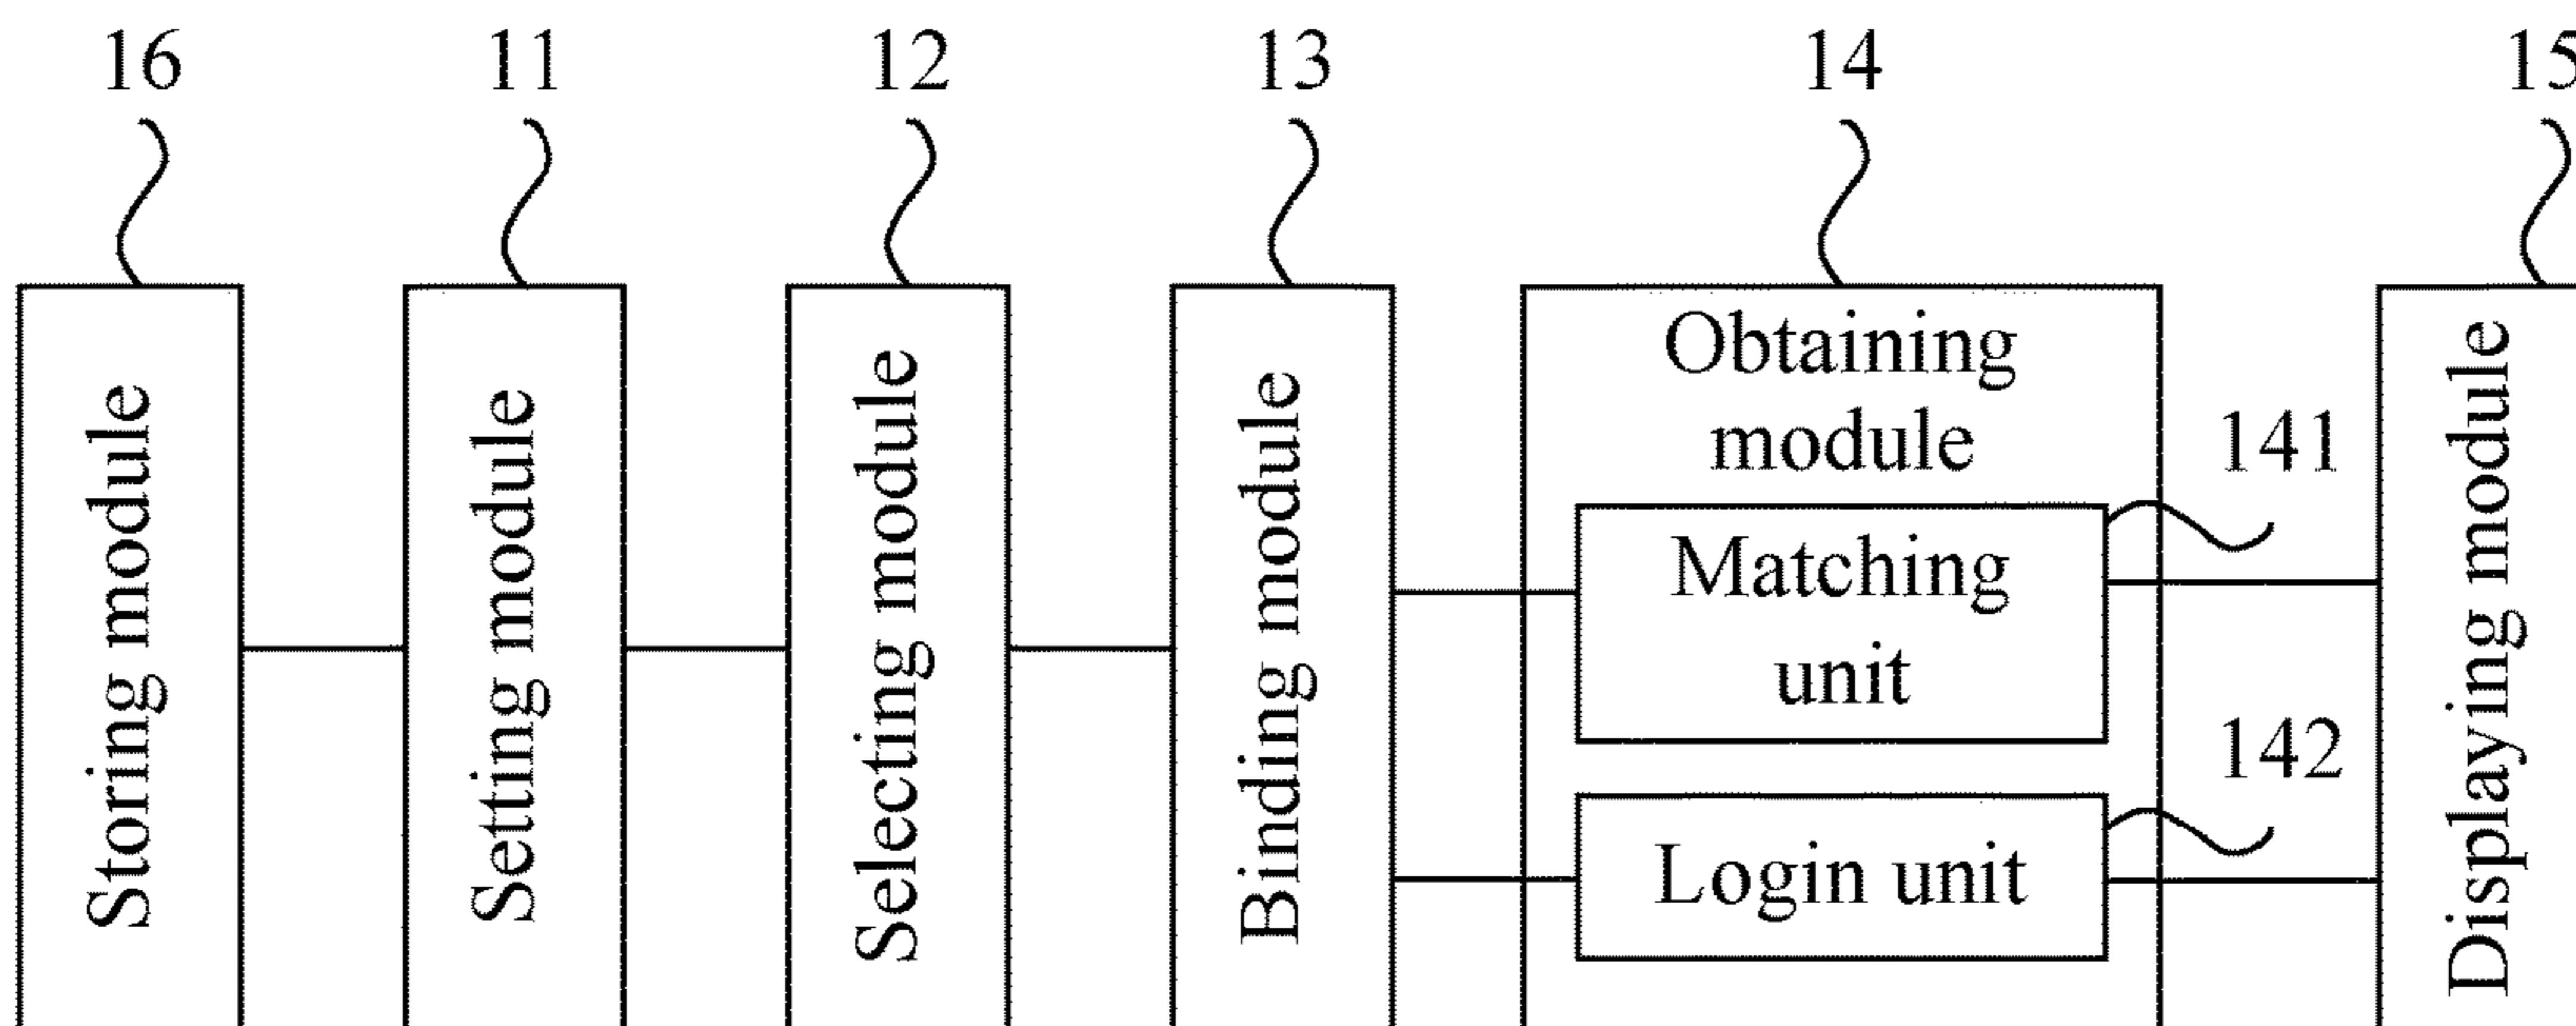 16
11
12
13
14
15
Storing module
Setting module
Selecting module
Binding module
Obtaining
module
141
Matching
unit
142
Login unit
Displaying module